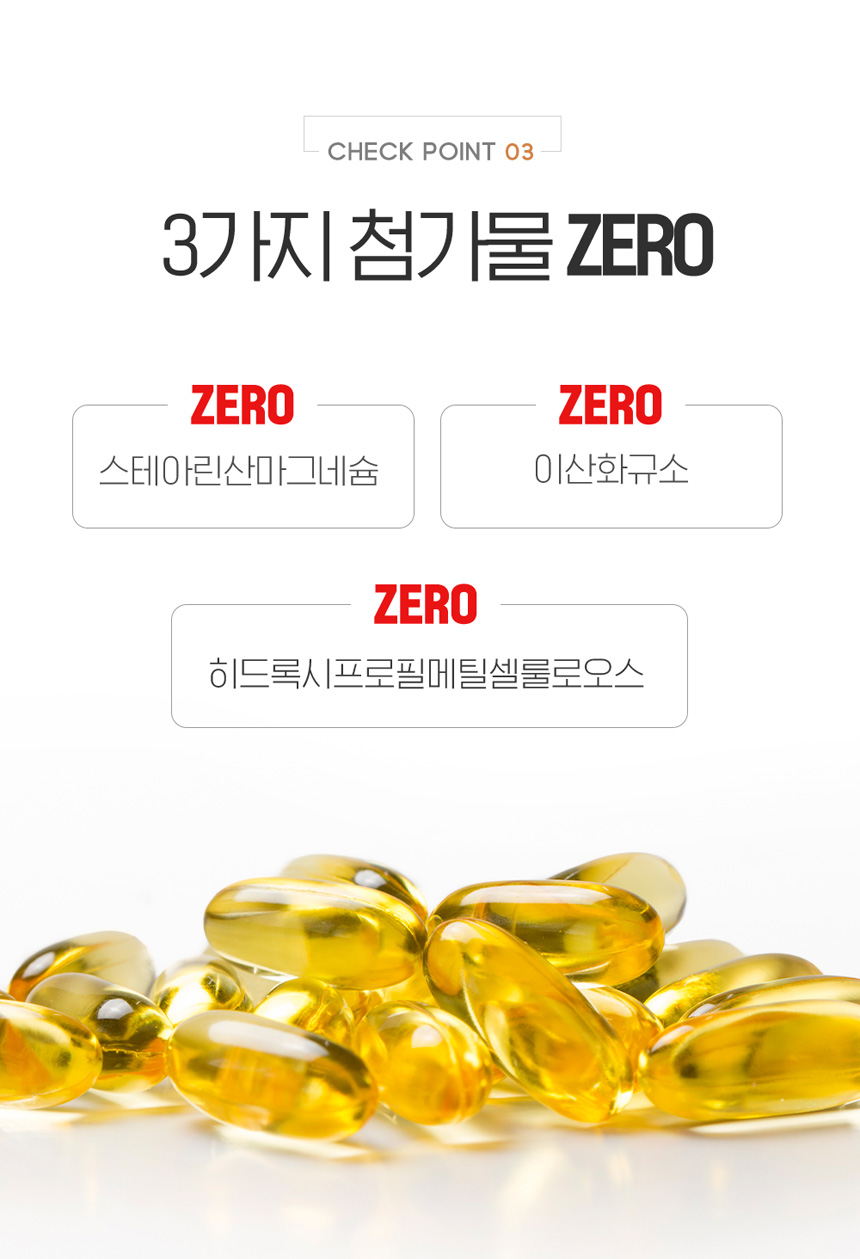 CHECK POINT 03
3가지 첨가물 ZERO
ZERO
스테아린산마그네슘
ZERO
이산화규소
ZERO
히드록시프로필메틸셀룰로오스